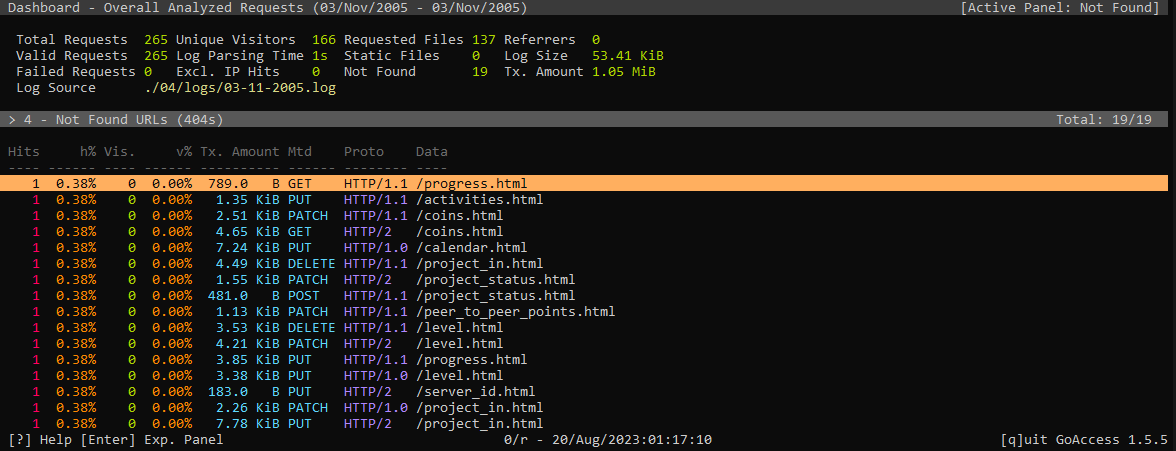 Dashboard - Overall Analyzed Requests (03/Nov/2005 - 03/Nov/2005) [Active Panel: Not Found]
Total Requests 265 Unique Visitors 166 Requested Files 137 Referrers 0
Valid Requests 265 Log Parsing Time 1s Static Files 0 Log Size 53.41 KiB
Failed Requests 0 Excl. IP Hits 0 Not Found 19 Tx. Amount 1.05 MiB
Log Source ./04/logs/03-11-2005.log
> 4 - Not Found URLs (404s) Total: 19/19
Hits h% Vis. v% Tx. Amount Mtd Proto Data
---- ------ ---- ------ ---------- ------ -------- ----
1 0.38% 0 0.00% 789.0 B GET HTTP/1.1 /progress.html
1 0.38% 0 0.00% 1.35 KiB PUT HTTP/1.1 /activities.html
1 0.38% 0 0.00% 2.51 KiB PATCH HTTP/1.1 /coins.html
1 0.38% 0 0.00% 4.65 KiB GET HTTP/2 /coins.html
1 0.38% 0 0.00% 7.24 KiB PUT HTTP/1.0 /calendar.html
1 0.38% 0 0.00% 4.49 KiB DELETE HTTP/1.1 /project_in.html
1 0.38% 0 0.00% 1.55 KiB PATCH HTTP/2 /project_status.html
1 0.38% 0 0.00% 481.0 B POST HTTP/1.1 /project_status.html
1 0.38% 0 0.00% 1.13 KiB PATCH HTTP/1.1 /peer_to_peer_points.html
1 0.38% 0 0.00% 3.53 KiB DELETE HTTP/1.1 /level.html
1 0.38% 0 0.00% 4.21 KiB PATCH HTTP/2 /level.html
1 0.38% 0 0.00% 3.85 KiB PUT HTTP/1.1 /progress.html
1 0.38% 0 0.00% 3.38 KiB PUT HTTP/1.0 /level.html
1 0.38% 0 0.00% 183.0 B PUT HTTP/2 /server_id.html
1 0.38% 0 0.00% 2.26 KiB PATCH HTTP/1.0 /project_in.html
1 0.38% 0 0.00% 7.78 KiB PUT HTTP/2 /project_in.html
[?] Help [Enter] Exp. Panel 0/r - 20/Aug/2023:01:17:10 [q]uit GoAccess 1.5.5